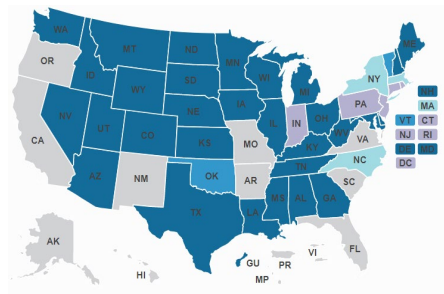 WA
MT
ND
MN
ME
OR
ID
SD
WI
MI
NY
NH
WY
IA
MA
NV
NE
IL
IN
OH
PA
VT CT
NJ RI
CA
UT
CO
KS
MO
KY
WV
VA
DE MD
DC
AZ
NM
OK
AR
TN
NC
SC
TX
LA
MS
AL
GA
AK
HI
GU
PR
VI
FL
MP